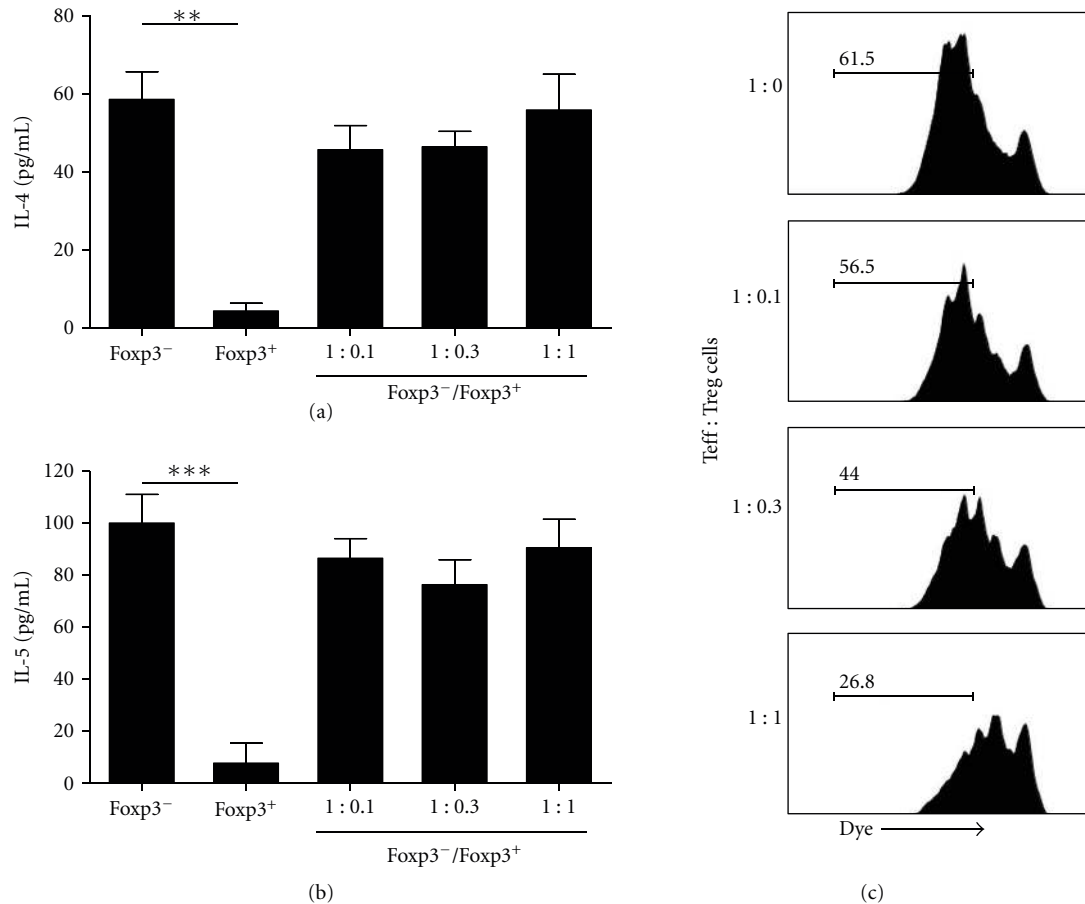 80
60
40
20
0
IL-4 (pg/mL)
**
Foxp3⁻
Foxp3⁺
1 : 0.1
1 : 0.3
1 : 1
Foxp3⁻/Foxp3⁺
(a)
120
100
80
60
40
20
0
IL-5 (pg/mL)
***
Foxp3⁻
Foxp3⁺
1 : 0.1
1 : 0.3
1 : 1
Foxp3⁻/Foxp3⁺
(b)
Teff : Treg cells
1 : 0
61.5
1 : 0.1
56.5
1 : 0.3
44
1 : 1
26.8
Dye
(c)